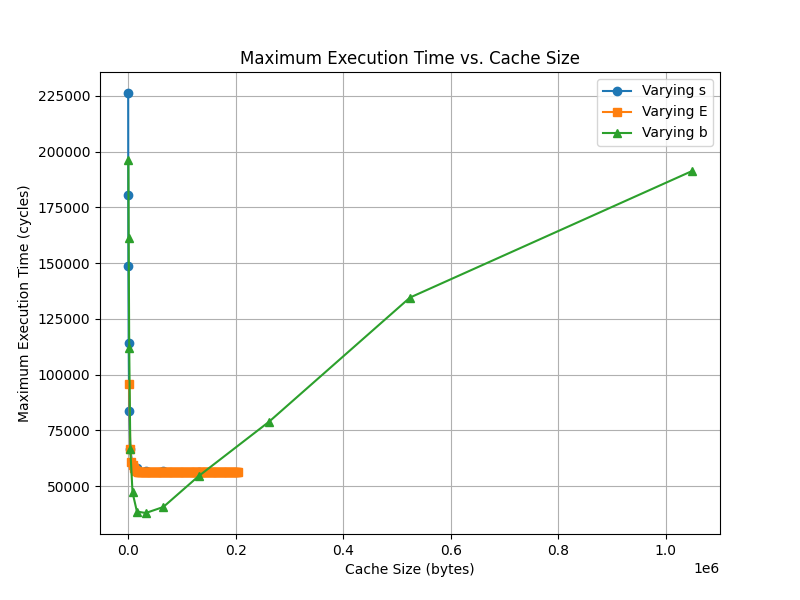 Maximum Execution Time vs. Cache Size
Varying s
Varying E
Varying b
Maximum Execution Time (cycles)
225000
200000
175000
150000
125000
100000
75000
50000
0.0 0.2 0.4 0.6 0.8 1.0
1e6
Cache Size (bytes)